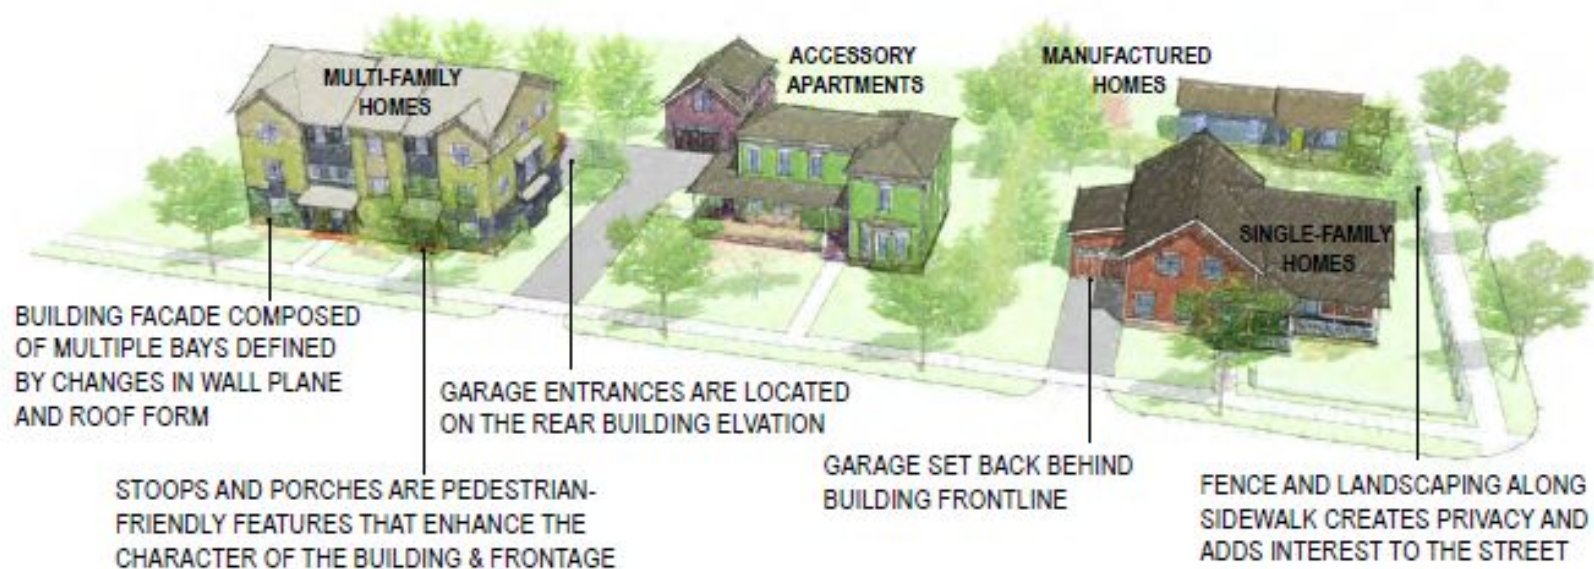 MULTI-FAMILY
HOMES
ACCESSORY
APARTMENTS
MANUFACTURED
HOMES
SINGLE-FAMILY
HOMES
BUILDING FACADE COMPOSED
OF MULTIPLE BAYS DEFINED
BY CHANGES IN WALL PLANE
AND ROOF FORM
GARAGE ENTRANCES ARE LOCATED
ON THE REAR BUILDING ELVATION
STOOPS AND PORCHES ARE PEDESTRIAN-
FRIENDLY FEATURES THAT ENHANCE THE
CHARACTER OF THE BUILDING & FRONTAGE
GARAGE SET BACK BEHIND
BUILDING FRONTLINE
FENCE AND LANDSCAPING ALONG
SIDEWALK CREATES PRIVACY AND
ADDS INTEREST TO THE STREET